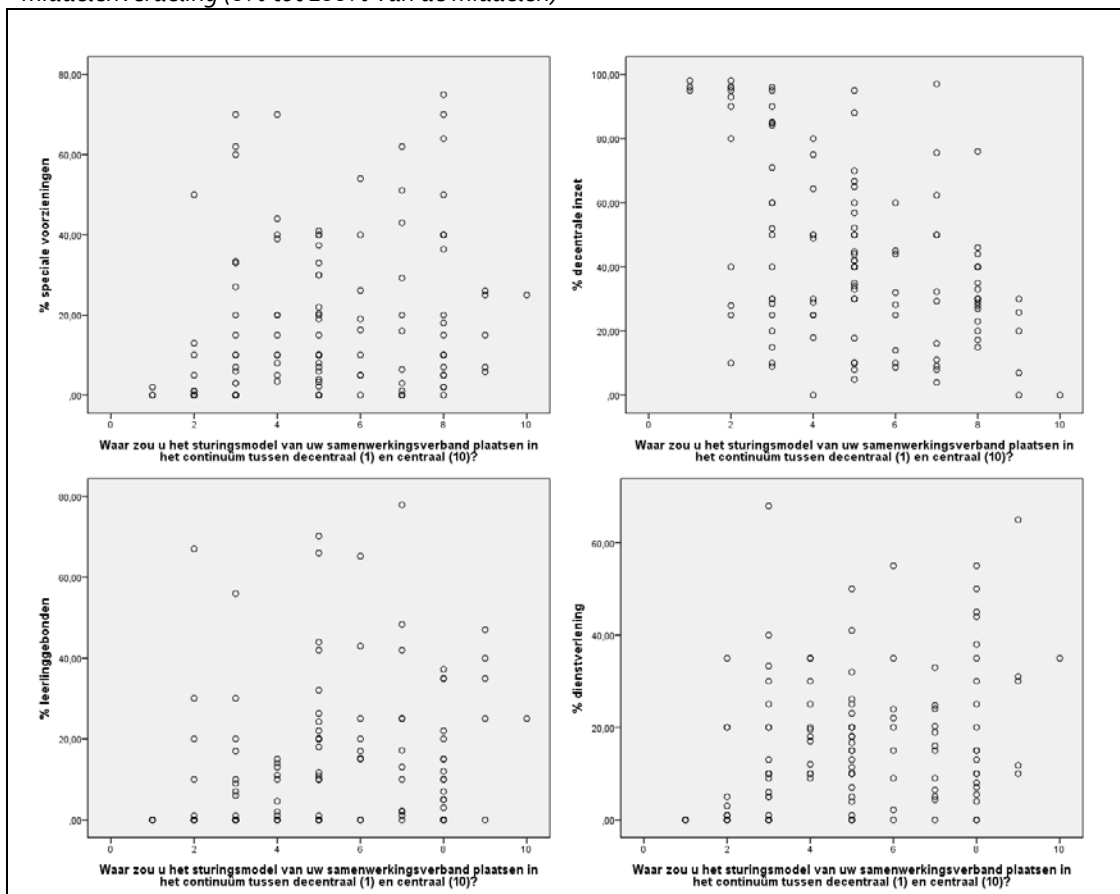 middelenverdeling (0% tot 100% van de middelen)
80,00
60,00
40,00
20,00
,00
% speciale voorzieningen
0 2 4 6 8 10
Waar zou u het sturingsmodel van uw samenwerkingsverband plaatsen in
het continuüm tussen decentraal (1) en centraal (10)?
100,00
80,00
60,00
40,00
20,00
,00
% decentrale inzet
0 2 4 6 8 10
Waar zou u het sturingsmodel van uw samenwerkingsverband plaatsen in
het continuüm tussen decentraal (1) en centraal (10)?
80,00
60,00
40,00
20,00
,00
% leerlinggebonden
0 2 4 6 8 10
Waar zou u het sturingsmodel van uw samenwerkingsverband plaatsen in
het continuüm tussen decentraal (1) en centraal (10)?
60,00
40,00
20,00
,00
% dienstverlening
0 2 4 6 8 10
Waar zou u het sturingsmodel van uw samenwerkingsverband plaatsen in
het continuüm tussen decentraal (1) en centraal (10)?